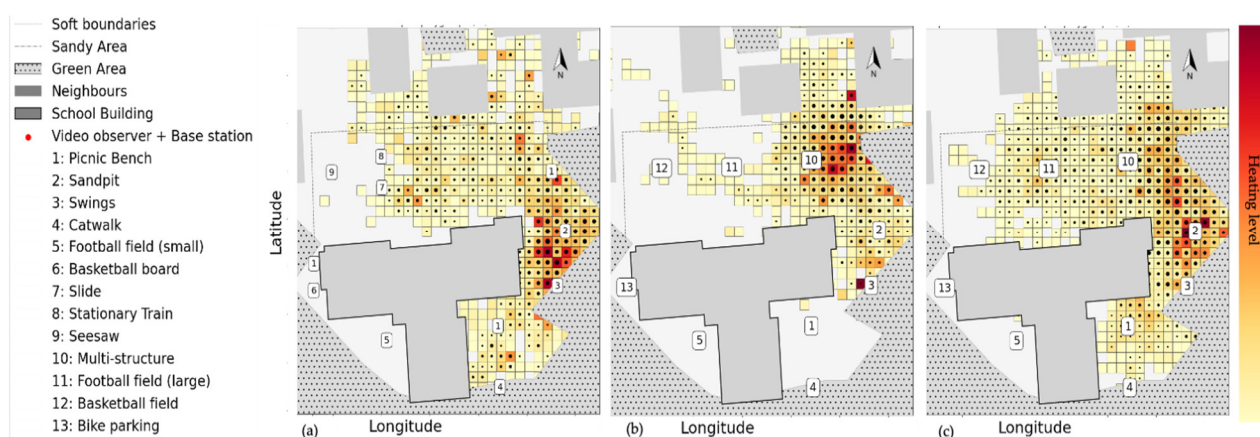 Soft boundaries
Sandy Area
Green Area
Neighbours
School Building
Video observer + Base station
1: Picnic Bench
2: Sandpit
3: Swings
4: Catwalk
5: Football field (small)
6: Basketball board
7: Slide
8: Stationary Train
9: Seesaw
10: Multi-structure
11: Football field (large)
12: Basketball field
13: Bike parking
Latitude
N
8
9
1
7
2
1
6
3
1
5
4
(a)
Longitude
N
12
11
10
2
13
3
1
5
4
(b)
Longitude
N
12
11
10
2
13
3
1
5
4
(c)
Longitude
Heating level